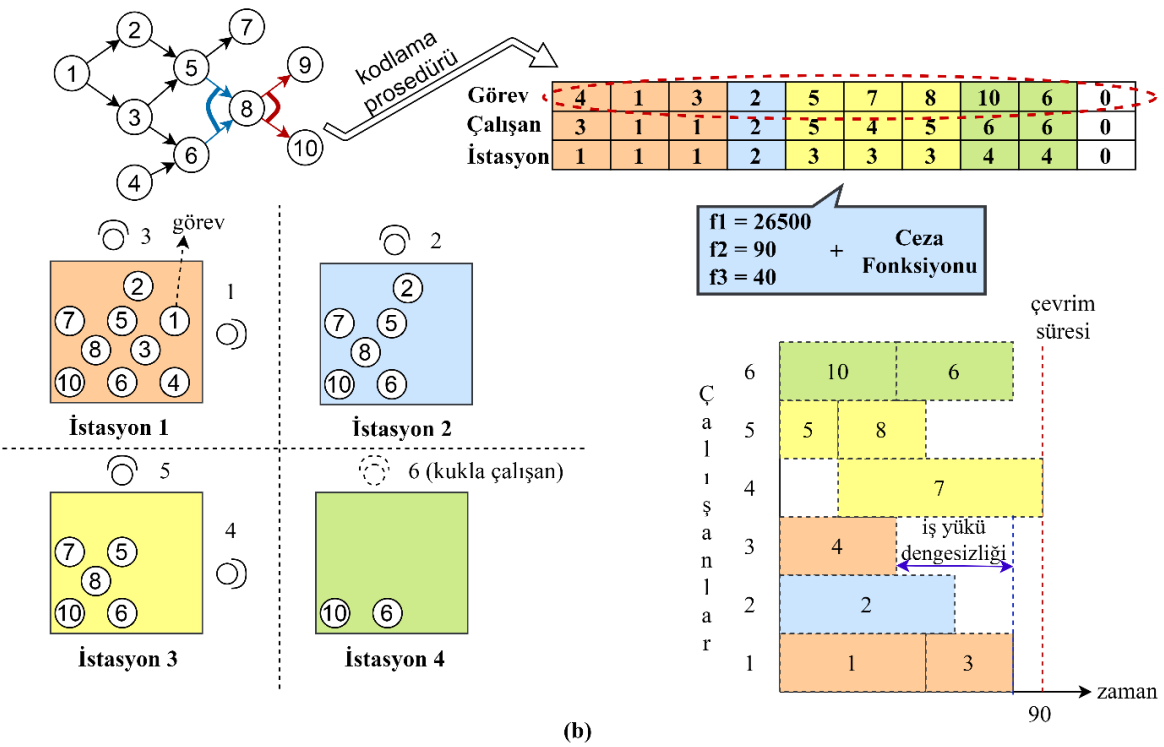 2
7
1
5
9
3
8
6
10
4
kodlama
prosedürü
Görev 4 1 3 2 5 7 8 10 6 0
Çalışan 3 1 1 2 5 4 5 6 6 0
İstasyon 1 1 1 2 3 3 3 4 4 0
f1 = 26500
f2 = 90
f3 = 40
+
Ceza
Fonksiyonu
görev
3
1
2
7 5 1
8 3
10 6 4
İstasyon 1
2
2
7 5
8
10 6
İstasyon 2
5
4
7 5
8
10 6
İstasyon 3
6 (kukla çalışan)
10 6
İstasyon 4
çevrim
süresi
Çalışanlar
6 10 6
5 5 8
4 7
3 4
iş yükü
dengesizliği
2 2
1 1 3
zaman
90
(b)